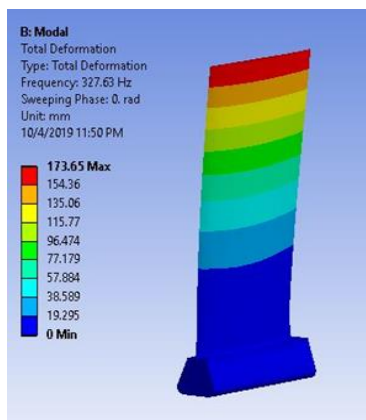 B: Modal
Total Deformation
Type: Total Deformation
Frequency: 327.63 Hz
Sweeping Phase: 0. rad
Unit: mm
10/4/2019 11:50 PM
173.65 Max
154.36
135.06
115.77
96.474
77.179
57.884
38.589
19.295
0 Min